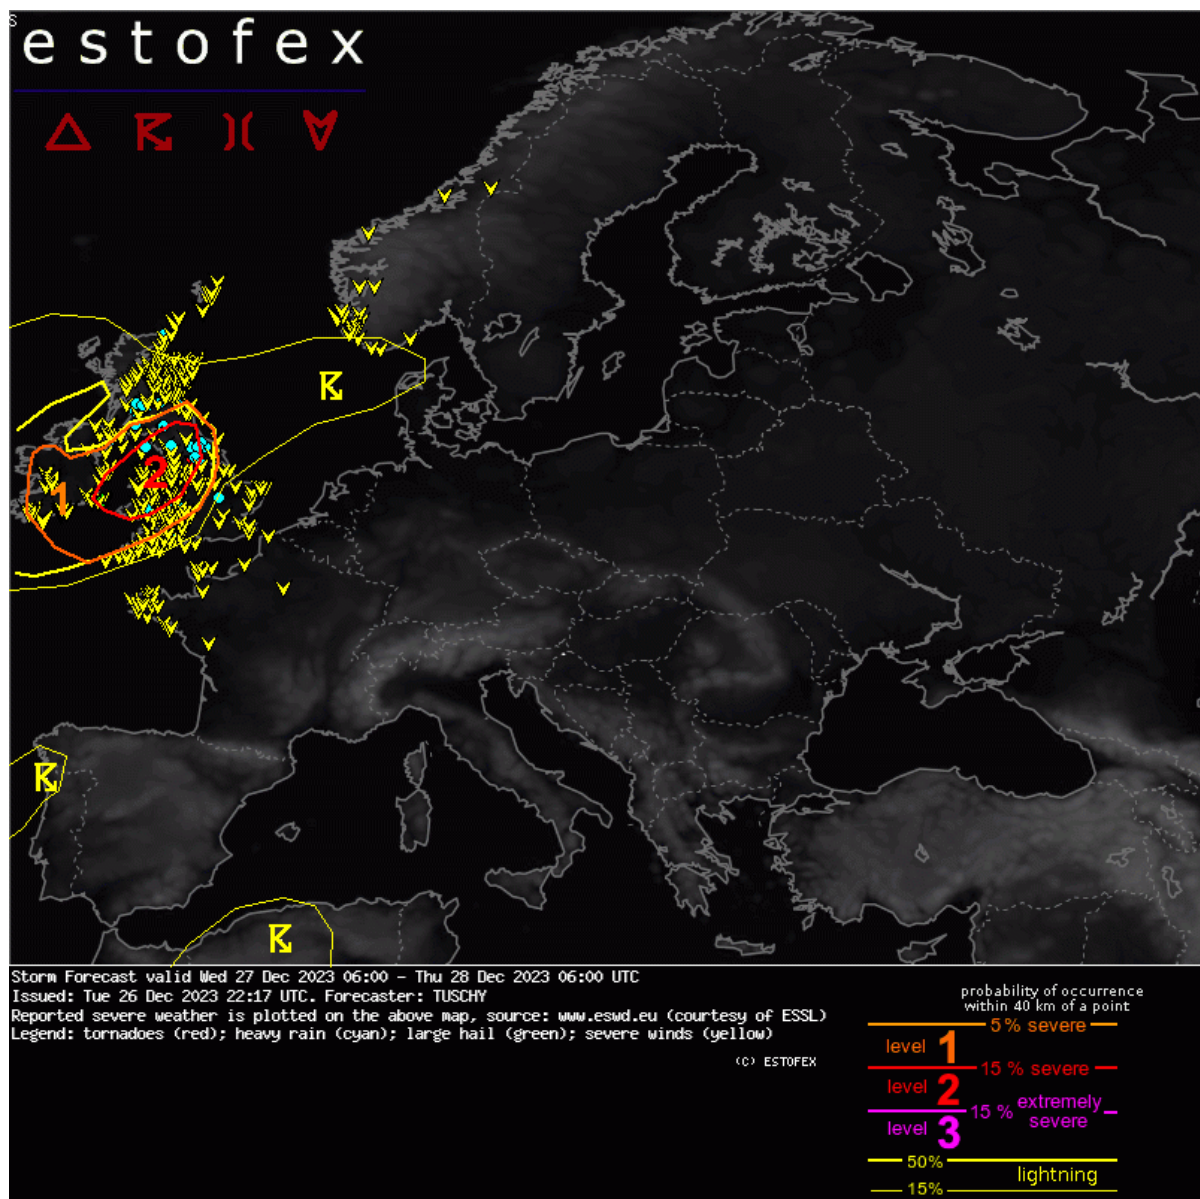 S
estofex
2
1
Storm Forecast valid Wed 27 Dec 2023 06:00 - Thu 28 Dec 2023 06:00 UTC
Issued: Tue 26 Dec 2023 22:17 UTC. Forecaster: TUSCHY
Reported severe weather is plotted on the above map, source: www.eswd.eu (courtesy of ESSL)
Legend: tornadoes (red); heavy rain (cyan); large hail (green); severe winds (yellow)
(C) ESTOFEX
probability of occurrence
within 40 km of a point
5 % severe
level 1
15 % severe
level 2
15 % extremely severe
level 3
50%
lightning
15%